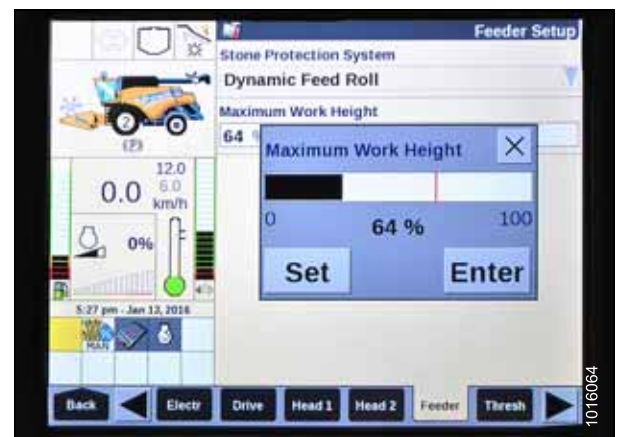 Feeder Setup
Stone Protection System
Dynamic Feed Roll
Maximum Work Height
64 %
Maximum Work Height
0
64 %
100
Set
Enter
(P)
12.0
0.0
6.0
km/h
0%
5:27 pm - Jan 13, 2016
MAN
Back
Electr
Drive
Head 1
Head 2
Feeder
Thresh
1016064